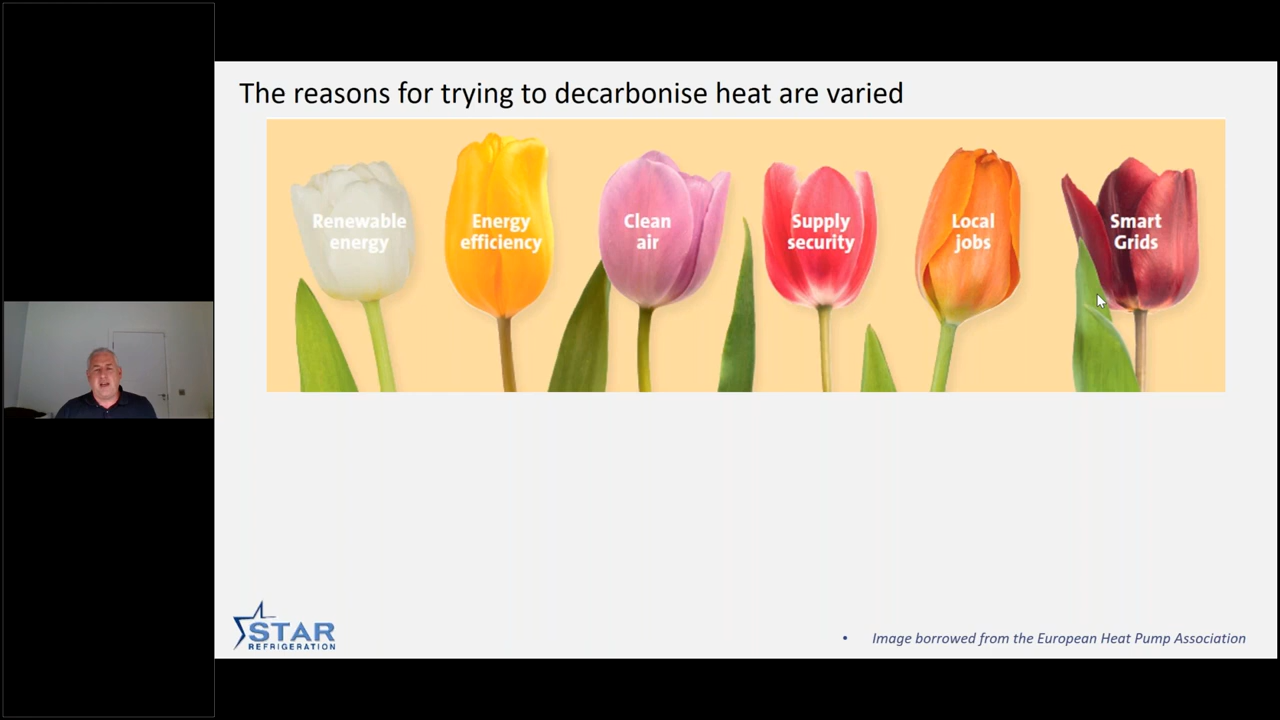 The reasons for trying to decarbonise heat are varied
Renewable
energy
Energy
efficiency
Clean
air
Supply
security
Local
jobs
Smart
Grids
STAR
REFRIGERATION
• Image borrowed from the European Heat Pump Association